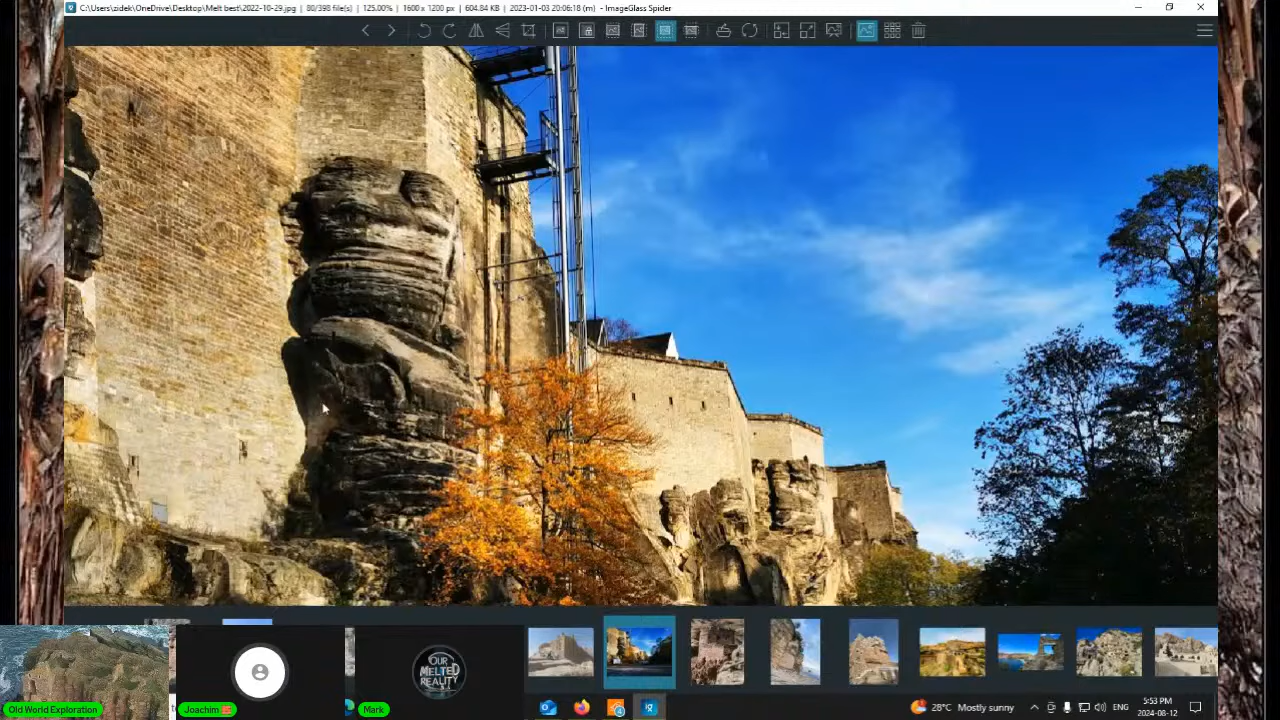 C:\Users\zidek\OneDrive\Desktop\Melt best\2022-10-29.jpg | 80/398 file(s) | 125.00% | 1600 x 1200 px | 604.84 KB | 2023-01-03 20:06:18 (m) - ImageGlass Spider
OUR
MELTED
REALITY
Old World Exploration
Joachim
Mark
28°C Mostly sunny
ENG
5:53 PM
2024-08-12